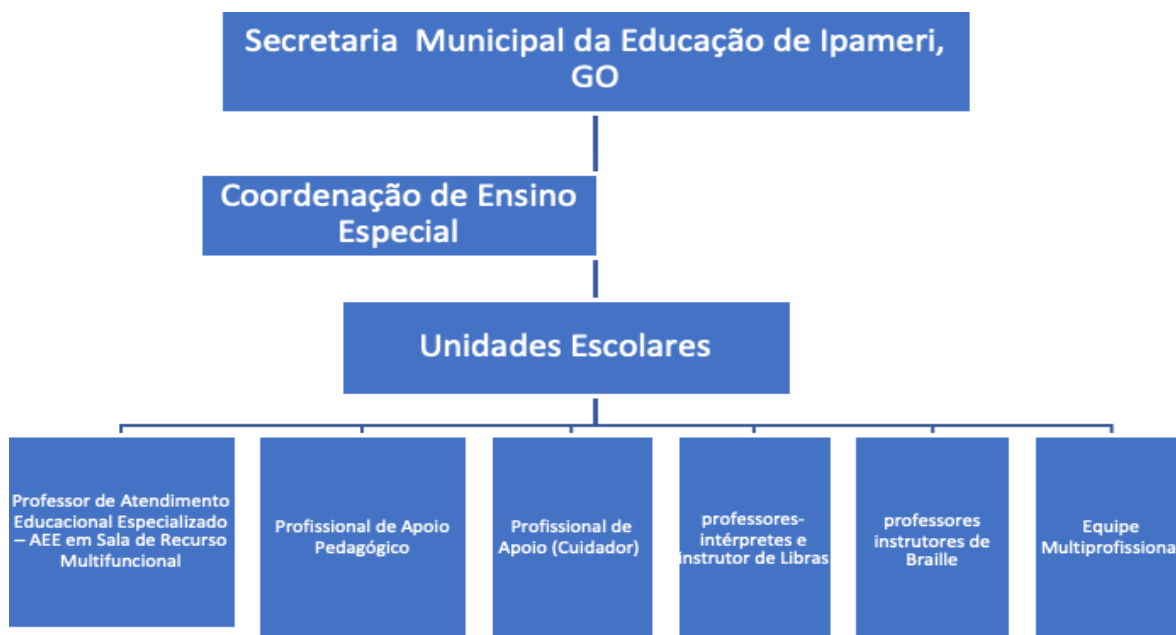 Secretaria Municipal da Educação de Ipameri,
GO
Coordenação de Ensino
Especial
Unidades Escolares
Professor de Atendimento
Educacional Especializado
– AEE em Sala de Recurso
Multifuncional
Profissional de Apoio
Pedagógico
Profissional de
Apoio (Cuidador)
professores-
intérpretes e
instrutor de Libras
professores
instrutores de
Braille
Equipe
Multiprofissional